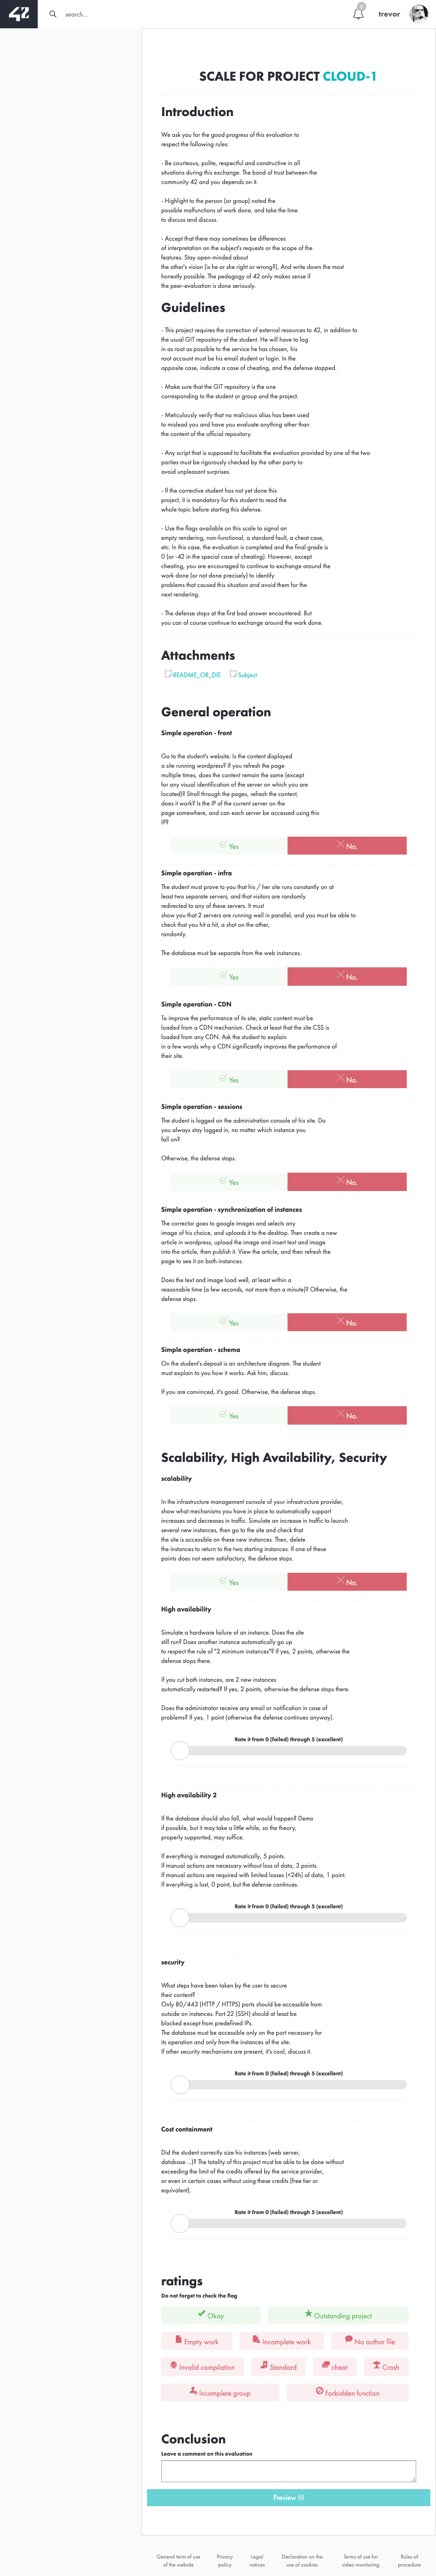 42
search...
0
trevor
SCALE FOR PROJECT CLOUD-1
Introduction
We ask you for the good progress of this evaluation to
respect the following rules:
- Be courteous, polite, respectful and constructive in all
situations during this exchange. The bond of trust between the
community 42 and you depends on it.
- Highlight to the person (or group) noted the
possible malfunctions of work done, and take the time
to discuss and discuss.
- Accept that there may sometimes be differences
of interpretation on the subject's requests or the scope of the
features. Stay open-minded about
the other's vision (is he or she right or wrong?), And write down the most
honestly possible. The pedagogy of 42 only makes sense if
the peer-evaluation is done seriously.
Guidelines
- This project requires the correction of external resources to 42, in addition to
the usual GIT repository of the student. He will have to log
in as root as possible to the service he has chosen, his
root account must be his email student or login. In the
opposite case, indicate a case of cheating, and the defense stopped.
- Make sure that the GIT repository is the one
corresponding to the student or group and the project.
- Meticulously verify that no malicious alias has been used
to mislead you and have you evaluate anything other than
the content of the official repository.
- Any script that is supposed to facilitate the evaluation provided by one of the two
parties must be rigorously checked by the other party to
avoid unpleasant surprises.
- If the corrective student has not yet done this
project, it is mandatory for this student to read the
whole topic before starting this defense.
- Use the flags available on this scale to signal an
empty rendering, non-functional, a standard fault, a cheat case,
etc. In this case, the evaluation is completed and the final grade is
0 (or -42 in the special case of cheating). However, except
cheating, you are encouraged to continue to exchange around the
work done (or not done precisely) to identify
problems that caused this situation and avoid them for the
next rendering.
- The defense stops at the first bad answer encountered. But
you can of course continue to exchange around the work done.
Attachments
README_OR_DIE Subject
General operation
Simple operation - front
Go to the student's website. Is the content displayed
a site running wordpress? If you refresh the page
multiple times, does the content remain the same (except
for any visual identification of the server on which you are
located)? Stroll through the pages, refresh the content,
does it work? Is the IP of the current server on the
page somewhere, and can each server be accessed using this
IP?
Yes No.
Simple operation - infra
The student must prove to you that his / her site runs constantly on at
least two separate servers, and that visitors are randomly
redirected to any of these servers. It must
show you that 2 servers are running well in parallel, and you must be able to
check that you hit a hit, a shot on the other,
randomly.
The database must be separate from the web instances.
Yes No.
Simple operation - CDN
To improve the performance of its site, static content must be
loaded from a CDN mechanism. Check at least that the site CSS is
loaded from any CDN. Ask the student to explain
in a few words why a CDN significantly improves the performance of
their site.
Yes No.
Simple operation - sessions
The student is logged on the administration console of his site. Do
you always stay logged in, no matter which instance you
fall on?
Otherwise, the defense stops.
Yes No.
Simple operation - synchronization of instances
The corrector goes to google images and selects any
image of his choice, and uploads it to the desktop. Then create a new
article in wordpress, upload the image and insert text and image
into the article, then publish it. View the article, and then refresh the
page to see it on both instances.
Does the text and image load well, at least within a
reasonable time (a few seconds, not more than a minute)? Otherwise, the
defense stops.
Yes No.
Simple operation - schema
On the student's deposit is an architecture diagram. The student
must explain to you how it works. Ask him, discuss.
If you are convinced, it's good. Otherwise, the defense stops.
Yes No.
Scalability, High Availability, Security
scalability
In the infrastructure management console of your infrastructure provider,
show what mechanisms you have in place to automatically support
increases and decreases in traffic. Simulate an increase in traffic to launch
several new instances, then go to the site and check that
the site is accessible on these new instances. Then, delete
the instances to return to the two starting instances. If one of these
points does not seem satisfactory, the defense stops.
Yes No.
High availability
Simulate a hardware failure of an instance. Does the site
still run? Does another instance automatically go up
to respect the rule of "2 minimum instances"? If yes, 2 points, otherwise the
defense stops there.
If you cut both instances, are 2 new instances
automatically restarted? If yes, 2 points, otherwise the defense stops there.
Does the administrator receive any email or notification in case of
problems? If yes, 1 point (otherwise the defense continues anyway).
Rate it from 0 (failed) through 5 (excellent)
High availability 2
If the database should also fall, what would happen? Demo
if possible, but it may take a little while, so the theory,
properly supported, may suffice.
If everything is managed automatically, 5 points.
If manual actions are necessary without loss of data, 3 points.
If manual actions are required with limited losses (<24h) of data, 1 point.
If everything is lost, 0 point, but the defense continues.
Rate it from 0 (failed) through 5 (excellent)
security
What steps have been taken by the user to secure
their content?
Only 80/443 (HTTP / HTTPS) ports should be accessible from
outside on instances. Port 22 (SSH) should at least be
blocked except from predefined IPs.
The database must be accessible only on the port necessary for
its operation and only from the instances of the site.
If other security mechanisms are present, it's cool, discuss it.
Rate it from 0 (failed) through 5 (excellent)
Cost containment
Did the student correctly size his instances (web server,
database ...)? The totality of this project must be able to be done without
exceeding the limit of the credits offered by the service provider,
or even in certain cases without using these credits (free tier or
equivalent).
Rate it from 0 (failed) through 5 (excellent)
ratings
Do not forget to check the flag
Okay Outstanding project
Empty work Incomplete work No author file
Invalid compilation Standard cheat Crash
Incomplete group Forbidden function
Conclusion
Leave a comment on this evaluation
Preview !!!
General term of use
of the website
Privacy
policy
Legal
notices
Declaration on the
use of cookies
Terms of use for
video monitoring
Rules of
procedure